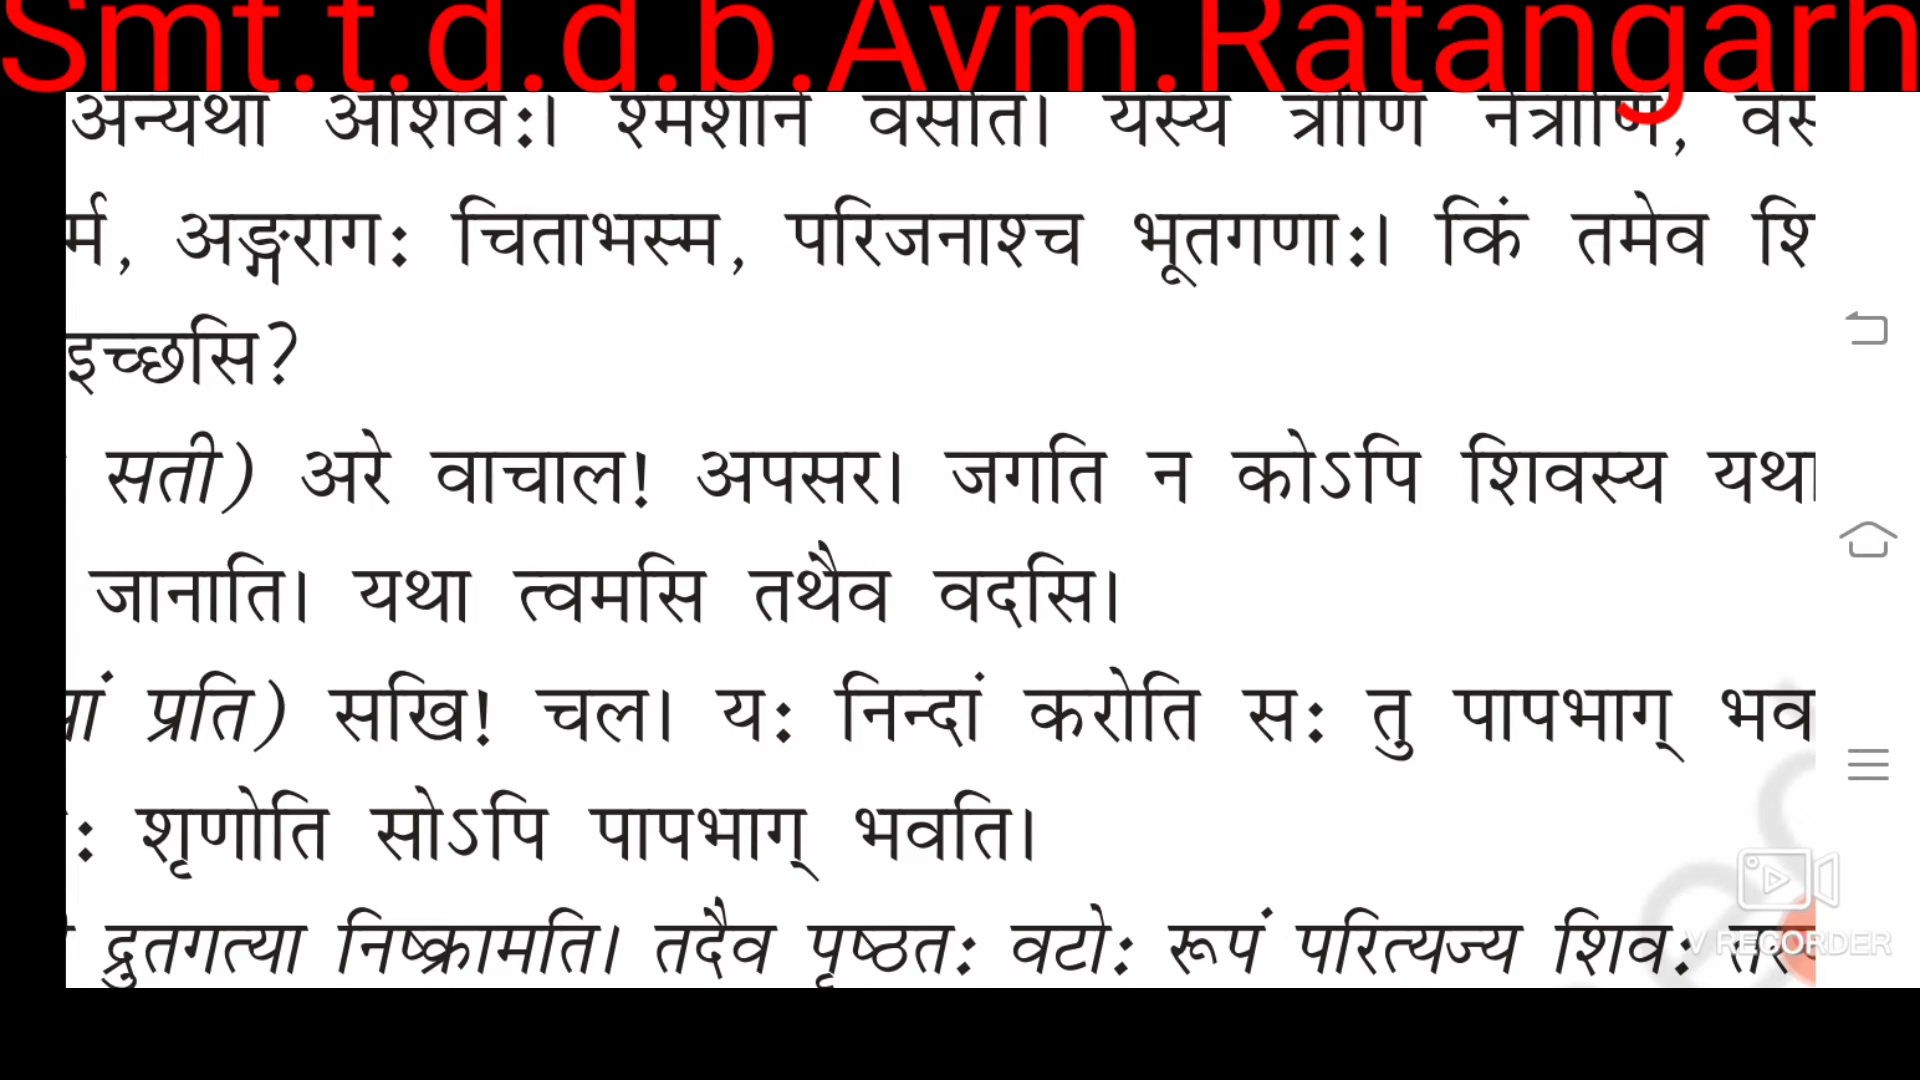 Smt.t.d.d.b.Avm.Ratangarh
अन्यथा अशिवः। श्मशाने वसति। यस्य त्रीणि नेत्राणि,
अङ्गरागः चिताभस्म, परिजनाश्च भूतगणाः। किं तमेव
इच्छसि?
सती) अरे वाचाल! अपसर। जगति न कोऽपि शिवस्य यथा
जानाति। यथा त्वमसि तथैव वदसि।
प्रति) सखि! चल। यः निन्दां करोति सः तु पापभाग् भव
शृणोति सोऽपि पापभाग् भवति।
द्रुतगत्या निष्क्रामति। तदैव पृष्ठतः वटोः रूपं परित्यज्य शिवः
V RECORDER